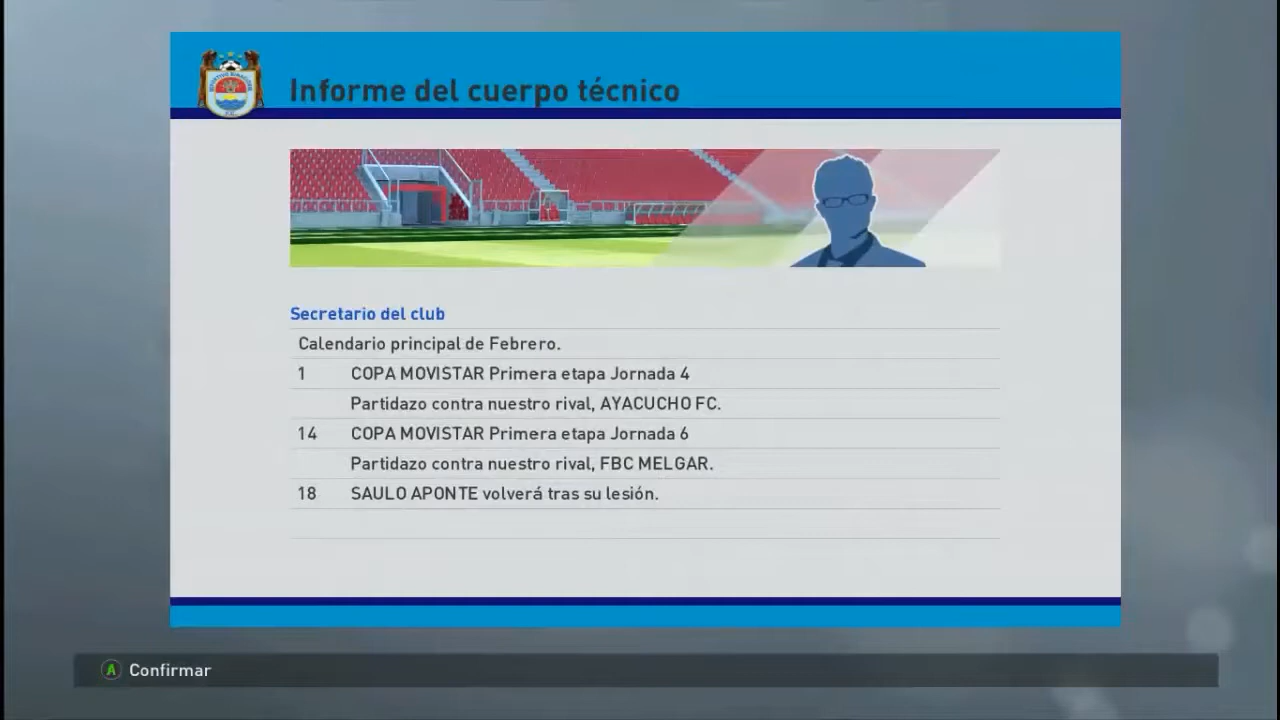 Informe del cuerpo técnico
Secretario del club
Calendario principal de Febrero.
1 COPA MOVISTAR Primera etapa Jornada 4
Partidazo contra nuestro rival, AYACUCHO FC.
14 COPA MOVISTAR Primera etapa Jornada 6
Partidazo contra nuestro rival, FBC MELGAR.
18 SAULO APONTE volverá tras su lesión.
A Confirmar